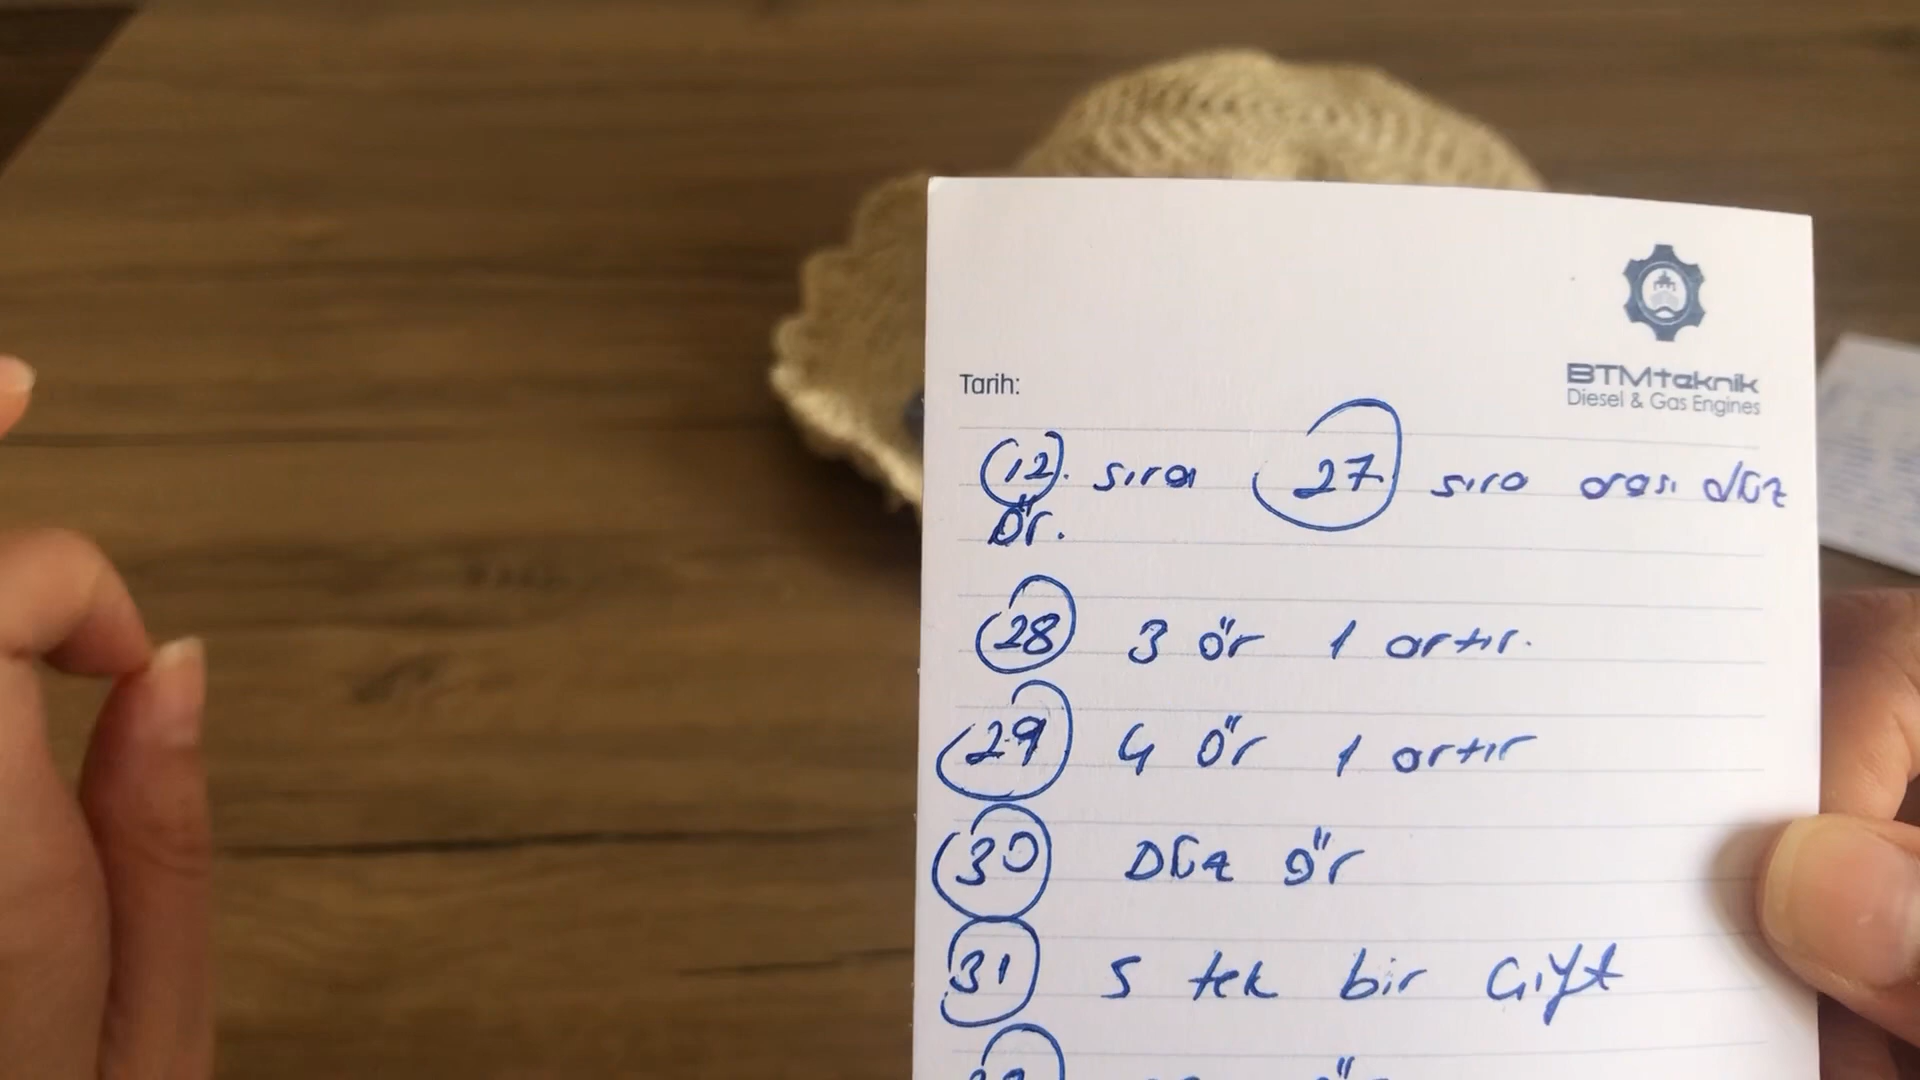 BTMteknik
Diesel & Gas Engines
Tarih:
(12). sıra (27) sıra arası düz
ör.
(28) 3 ör 1 artır.
(29) 4 ör 1 artır
(30) Düz ör
(31) 5 tek bir çift